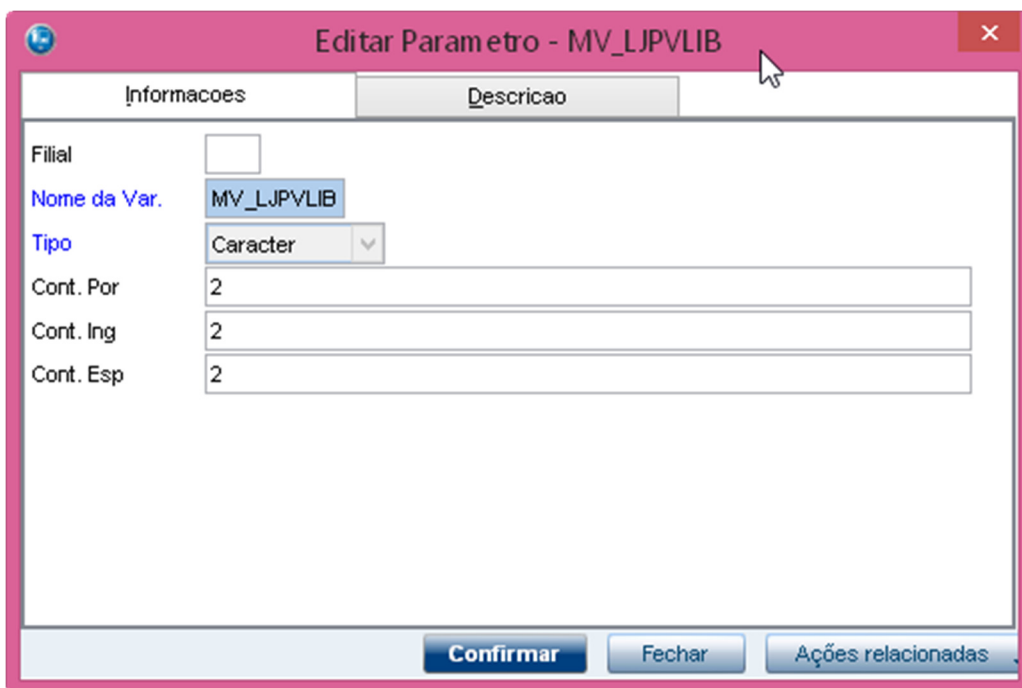 Editar Parametro - MV_LJPVLIB
Informacoes Descricao
Filial
Nome da Var. MV_LJPVLIB
Tipo Caracter
Cont. Por 2
Cont. Ing 2
Cont. Esp 2
Confirmar Fechar Ações relacionadas